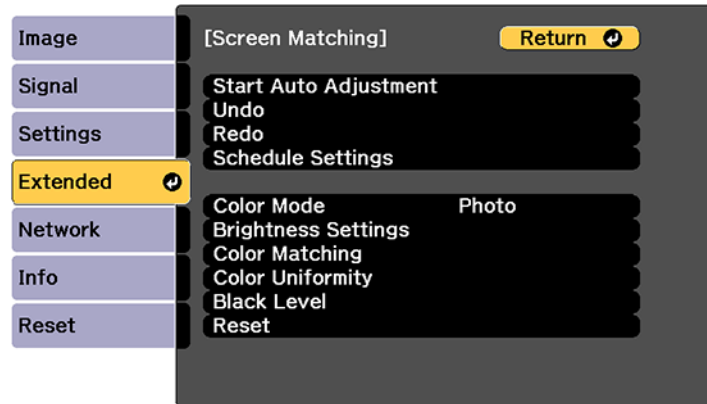 Image
Signal
Settings
Extended
Network
Info
Reset
[Screen Matching] Return
Start Auto Adjustment
Undo
Redo
Schedule Settings
Color Mode Photo
Brightness Settings
Color Matching
Color Uniformity
Black Level
Reset